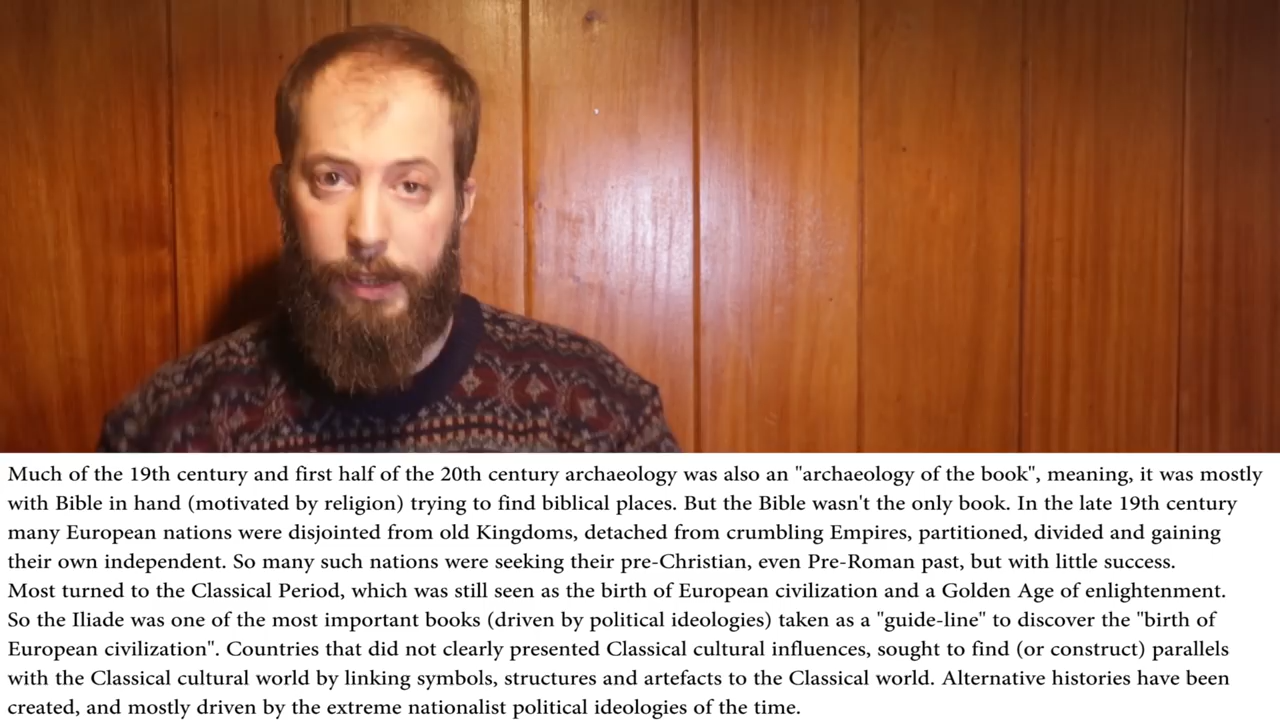 Much of the 19th century and first half of the 20th century archaeology was also an "archaeology of the book", meaning, it was mostly
with Bible in hand (motivated by religion) trying to find biblical places. But the Bible wasn't the only book. In the late 19th century
many European nations were disjointed from old Kingdoms, detached from crumbling Empires, partitioned, divided and gaining
their own independent. So many such nations were seeking their pre-Christian, even Pre-Roman past, but with little success.
Most turned to the Classical Period, which was still seen as the birth of European civilization and a Golden Age of enlightenment.
So the Iliade was one of the most important books (driven by political ideologies) taken as a "guide-line" to discover the "birth of
European civilization". Countries that did not clearly presented Classical cultural influences, sought to find (or construct) parallels
with the Classical cultural world by linking symbols, structures and artefacts to the Classical world. Alternative histories have been
created, and mostly driven by the extreme nationalist political ideologies of the time.